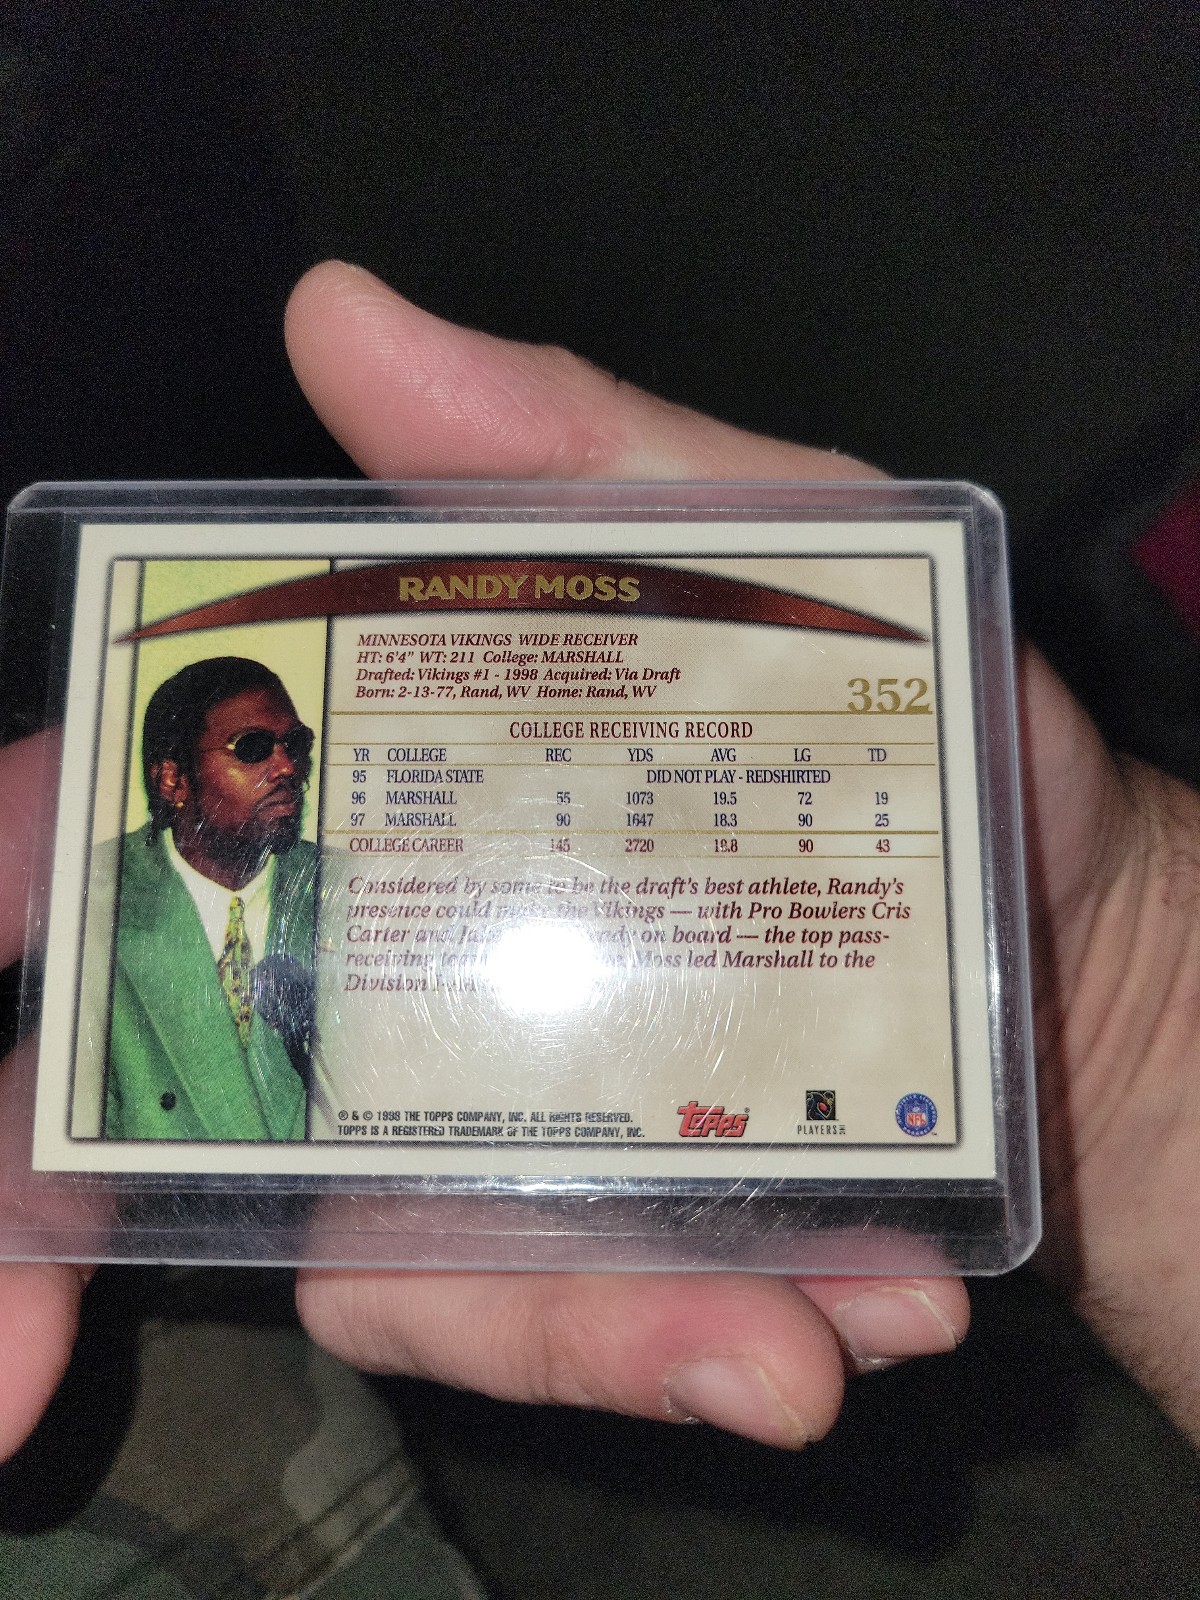 RANDY MOSS
MINNESOTA VIKINGS WIDE RECEIVER
HT: 6'4" WT: 211 College: MARSHALL
Drafted: Vikings #1 - 1998 Acquired: Via Draft
Born: 2-13-77, Rand, WV Home: Rand, WV
352
COLLEGE RECEIVING RECORD
YR COLLEGE REC YDS AVG LG TD
95 FLORIDA STATE DID NOT PLAY - REDSHIRTED
96 MARSHALL 55 1073 19.5 72 19
97 MARSHALL 90 1647 18.3 90 25
COLLEGE CAREER 145 2720 18.8 90 43
Considered by some to be the draft's best athlete, Randy's
presence could make the Vikings — with Pro Bowlers Cris
Carter and on board — the top pass-
receiving Moss led Marshall to the
Division
® & © 1998 THE TOPPS COMPANY, INC. ALL RIGHTS RESERVED.
TOPPS IS A REGISTERED TRADEMARK OF THE TOPPS COMPANY, INC.
Topps
PLAYERS INC
NFL